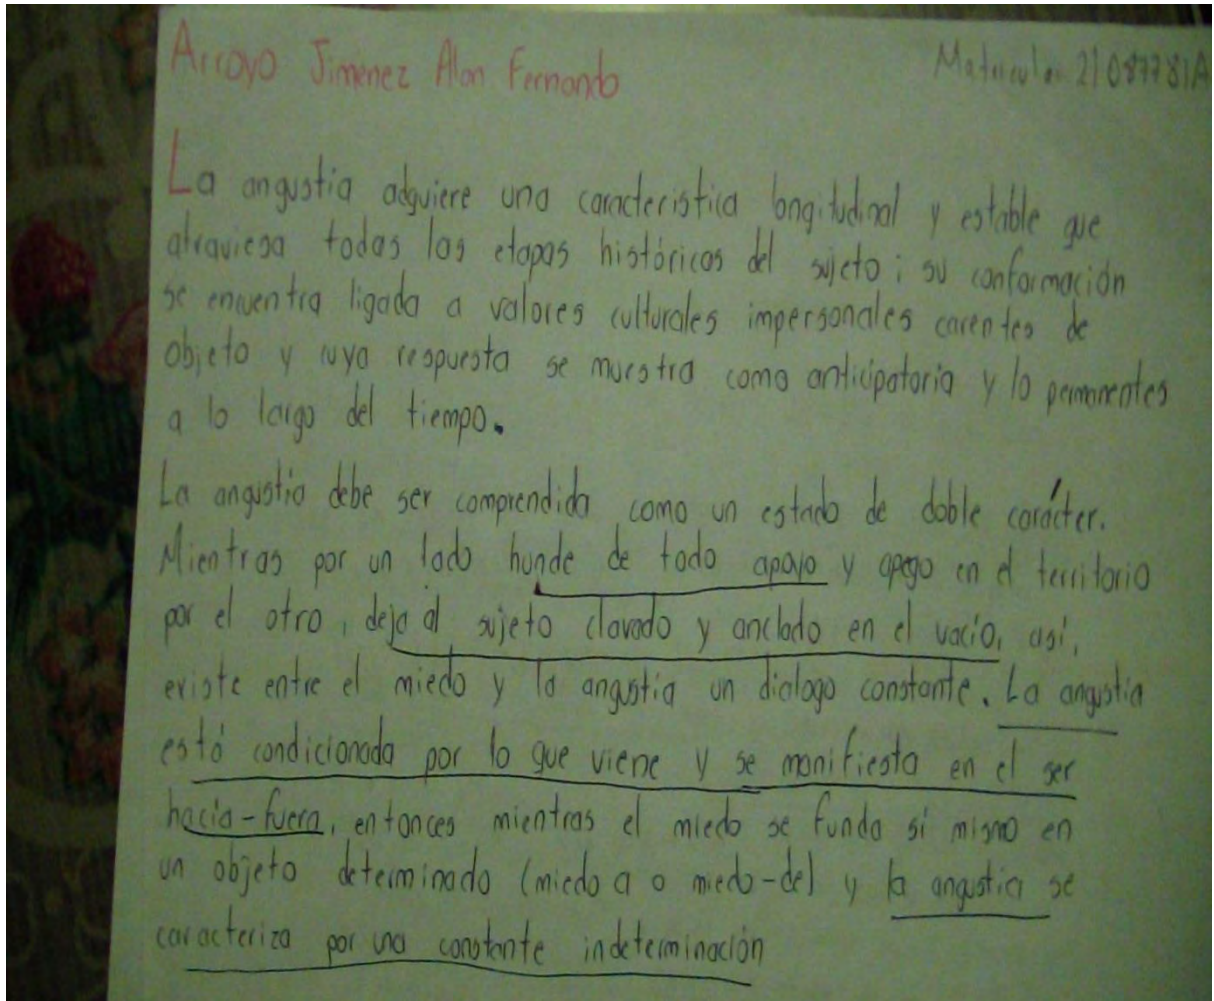 Arroyo Jimenez Alan Fernando
Matricula: 21087781A
La angustia adquiere una caracteristica longitudinal y estable que
atraviesa todas las etapas históricas del sujeto; su conformación
se encuentra ligada a valores culturales impersonales carentes de
objeto y cuya respuesta se muestra como anticipatoria y lo permanentes
a lo largo del tiempo.
La angustia debe ser comprendida como un estado de doble carácter.
Mientras por un lado hunde de todo apoyo y apego en el territorio
por el otro, deja al sujeto clavado y anclado en el vacío, así,
existe entre el miedo y la angustia un dialogo constante. La angustia
está condicionada por lo que viene y se manifiesta en el ser
hacia-fuera, entonces mientras el miedo se funda sí mismo en
un objeto determinado (miedo a o miedo-de) y la angustia se
caracteriza por una constante indeterminación